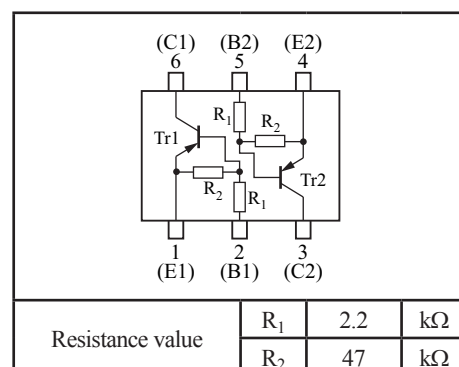 (C1) (B2) (E2)
6 5 4
R1
R2
Tr1
Tr2
R2
R1
1 2 3
(E1) (B1) (C2)
Resistance value R1 2.2 kΩ
R2 47 kΩ